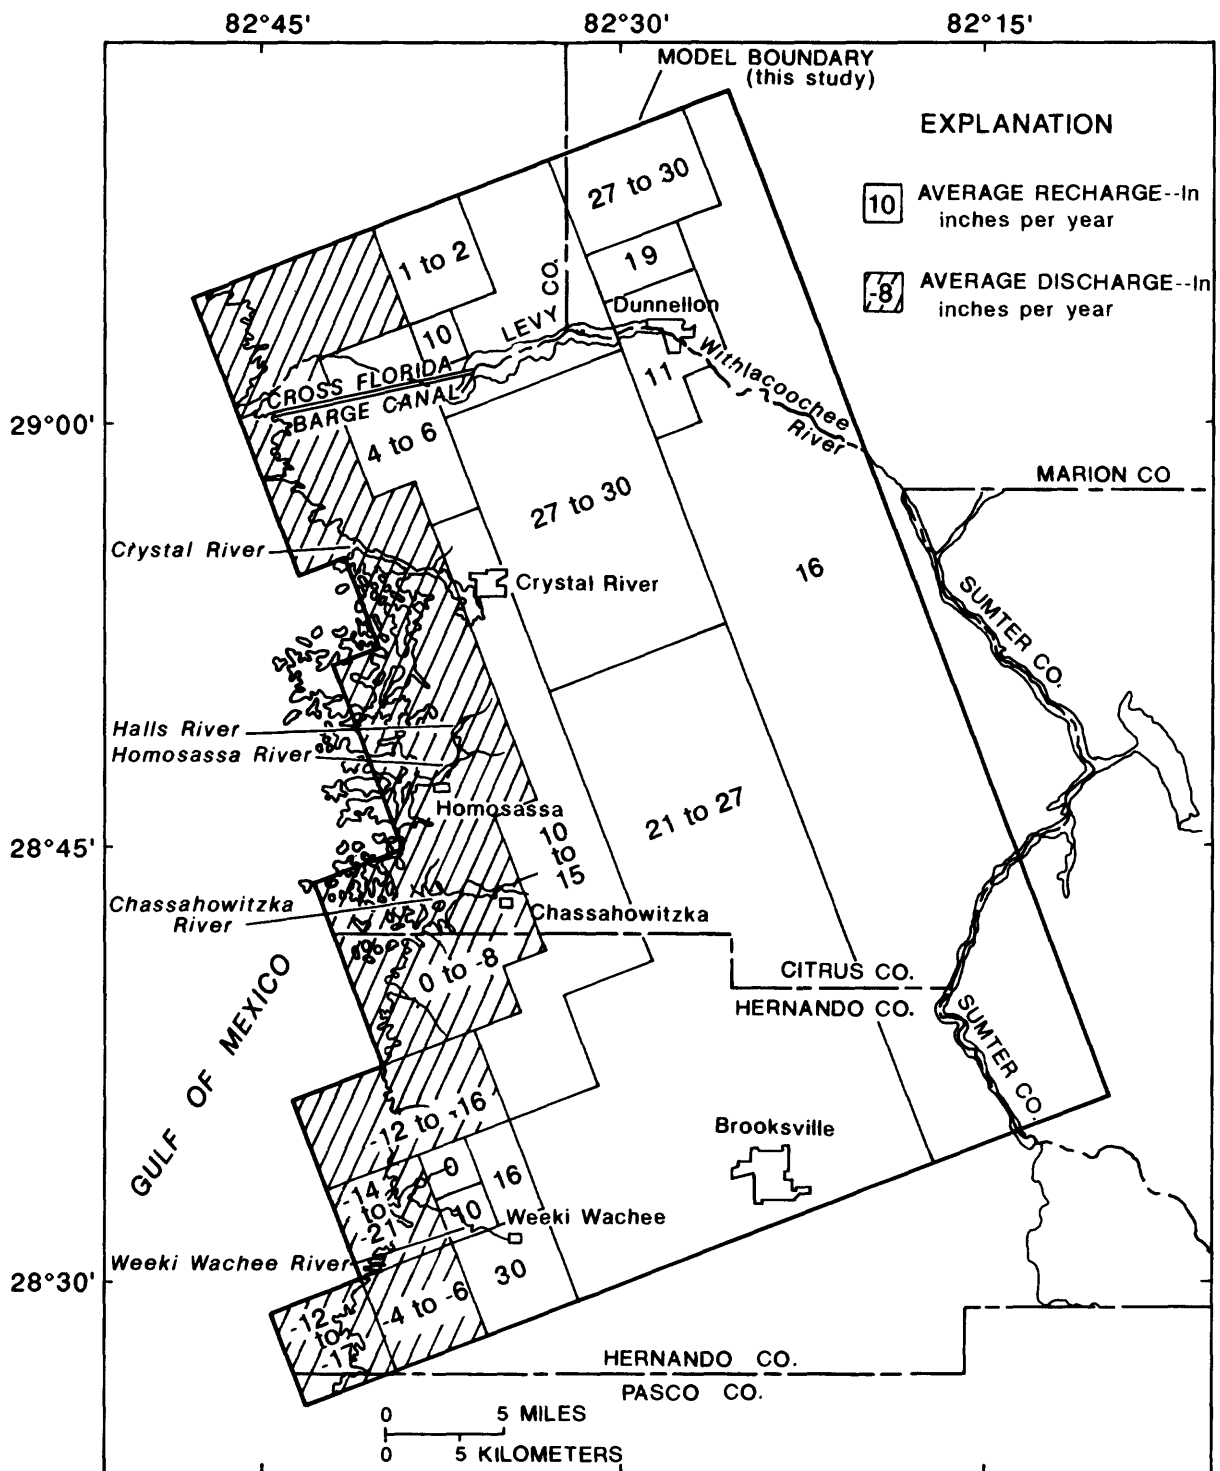 82°45' 82°30' 82°15'
MODEL BOUNDARY
(this study)
EXPLANATION
10 AVERAGE RECHARGE--In
inches per year
-8 AVERAGE DISCHARGE--In
inches per year
27 to 30
1 to 2
19
10
LEVY CO.
Dunnellon
CROSS FLORIDA
BARGE CANAL
11
Withlacoochee
River
29°00'
4 to 6
MARION CO
27 to 30
Crystal River
Crystal River
16
SUMTER CO.
Halls River
Homosassa River
Homosassa
21 to 27
28°45'
10
to
15
Chassahowitzka
River
Chassahowitzka
0 to -8
CITRUS CO.
HERNANDO CO.
GULF OF MEXICO
SUMTER CO.
-12 to -16
Brooksville
0
16
-14
to
-21
10
Weeki Wachee
Weeki Wachee River
28°30'
30
-4 to -6
-12
to
-17
HERNANDO CO.
PASCO CO.
0 5 MILES
0 5 KILOMETERS